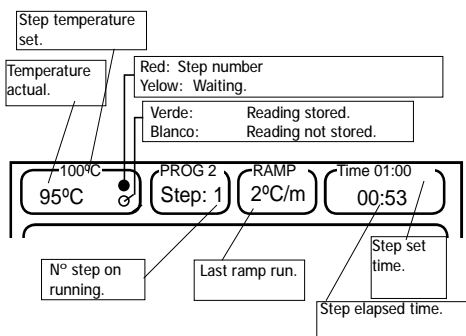 Step temperature
set.
Temperature
actual.
Red: Step number
Yelow: Waiting.
Verde: Reading stored.
Blanco: Reading not stored.
100ºC
PROG 2
RAMP
Time 01:00
95ºC
Step: 1
2ºC/m
00:53
Nº step on
running.
Last ramp run.
Step set
time.
Step elapsed time.